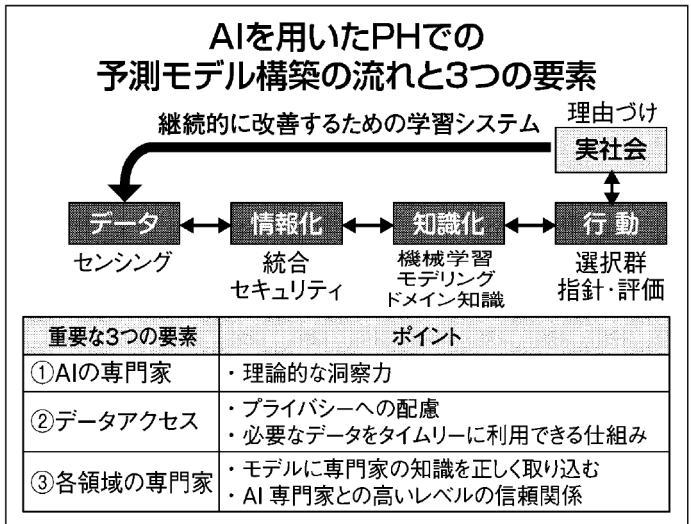 AIを用いたPHでの
予測モデル構築の流れと3つの要素
継続的に改善するための学習システム
理由づけ
実社会
データ
情報化
知識化
行動
センシング
統合
セキュリティ
機械学習
モデリング
ドメイン知識
選択群
指針・評価
重要な3つの要素 ポイント
①AIの専門家 ・理論的な洞察力
②データアクセス ・プライバシーへの配慮
・必要なデータをタイムリーに利用できる仕組み
③各領域の専門家 ・モデルに専門家の知識を正しく取り込む
・AI 専門家との高いレベルの信頼関係